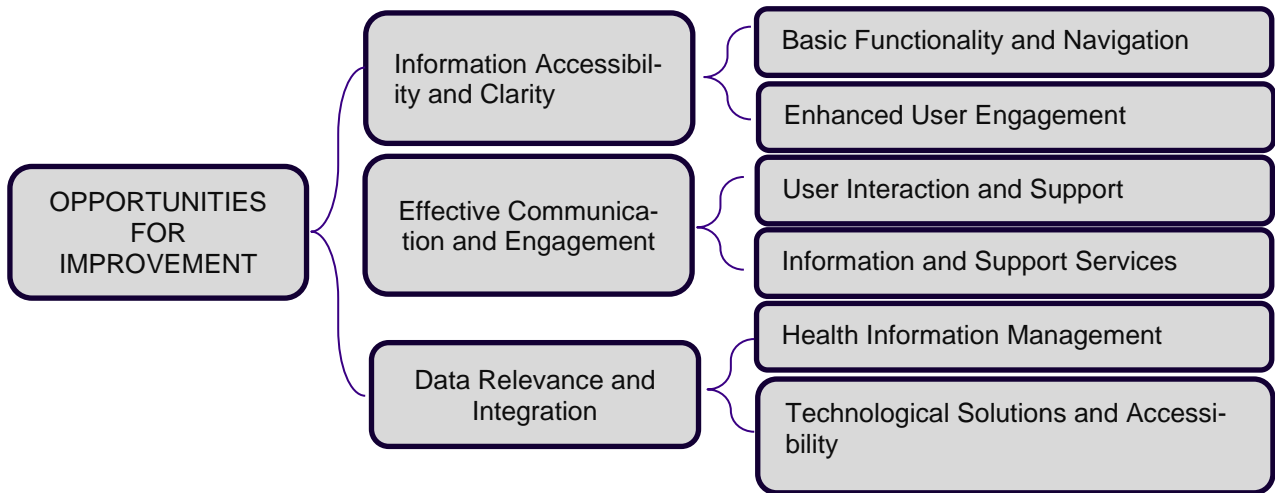 OPPORTUNITIES
FOR
IMPROVEMENT
Information Accessibil-
ity and Clarity
Basic Functionality and Navigation
Enhanced User Engagement
Effective Communica-
tion and Engagement
User Interaction and Support
Information and Support Services
Data Relevance and
Integration
Health Information Management
Technological Solutions and Accessi-
bility